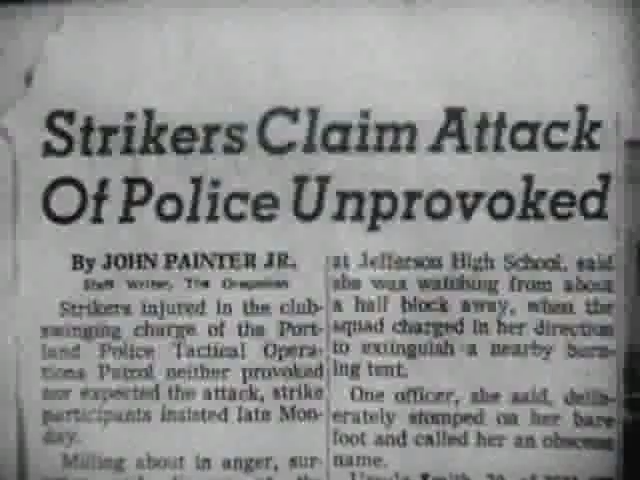 Strikers Claim Attack
Of Police Unprovoked
By JOHN PAINTER JR.
Staff Writer, The Oregonian
Strikers injured in the club-
swinging charge of the Port-
land Police Tactical Opera-
tions Patrol neither provoked
nor expected the attack, strike
participants insisted late Mon-
day.
Milling about in anger, sur-
at Jefferson High School, said
she was watching from about
a half block away, when the
squad charged in her direction
to extinguish a nearby burn-
ing tent.
One officer, she said, delib-
erately stomped on her bare
foot and called her an obscene
name.
Ursula Smith, 20,